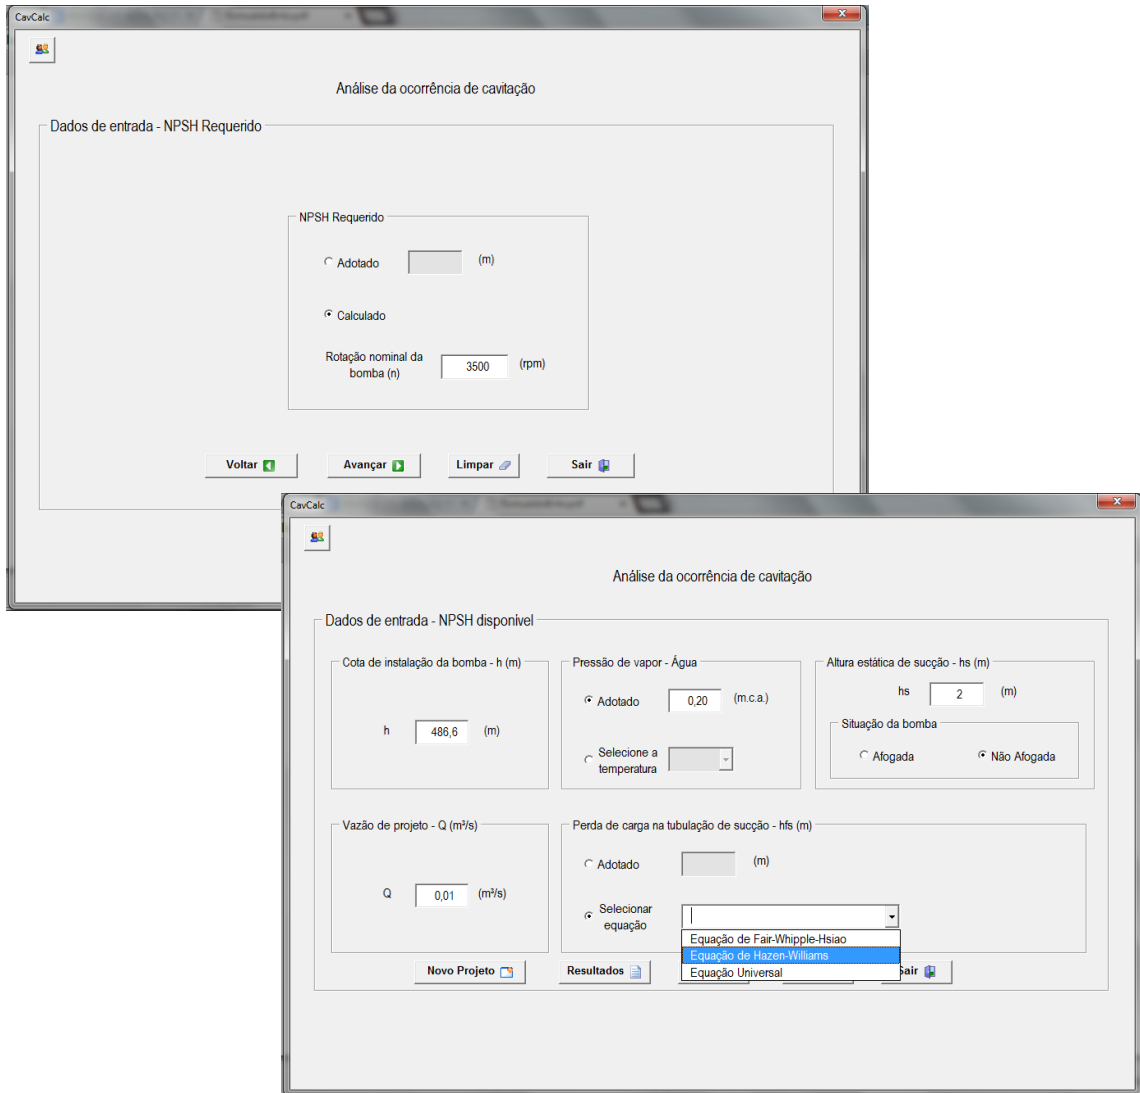 CavCalc
Análise da ocorrência de cavitação
Dados de entrada - NPSH Requerido
NPSH Requerido
Adotado (m)
Calculado
Rotação nominal da
bomba (n) 3500 (rpm)
Voltar Avançar Limpar Sair
CavCalc
Análise da ocorrência de cavitação
Dados de entrada - NPSH disponível
Cota de instalação da bomba - h (m)
h 486,6 (m)
Pressão de vapor - Água
Adotado 0,20 (m.c.a.)
Selecione a
temperatura
Altura estática de sucção - hs (m)
hs 2 (m)
Situação da bomba
Afogada Não Afogada
Vazão de projeto - Q (m³/s)
Q 0,01 (m³/s)
Perda de carga na tubulação de sucção - hfs (m)
Adotado (m)
Selecionar
equação
Equação de Fair-Whipple-Hsiao
Equação de Hazen-Williams
Equação Universal
Novo Projeto Resultados